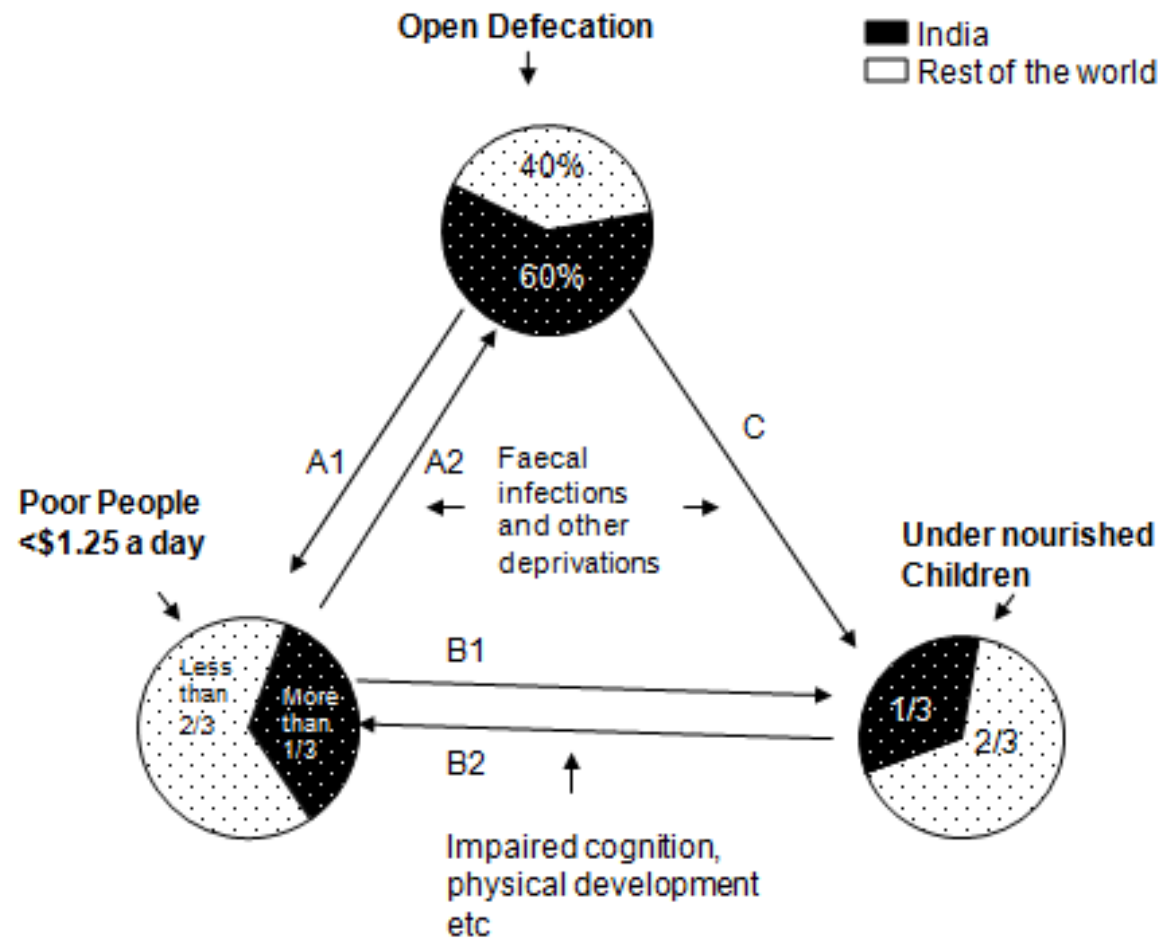 Open Defecation
India
Rest of the world
40%
60%
A1
A2
C
Faecal
infections
and other
deprivations
Poor People
<$1.25 a day
Under nourished
Children
Less
than
2/3
More
than.
1/3
B1
1/3
2/3
B2
Impaired cognition,
physical development
etc